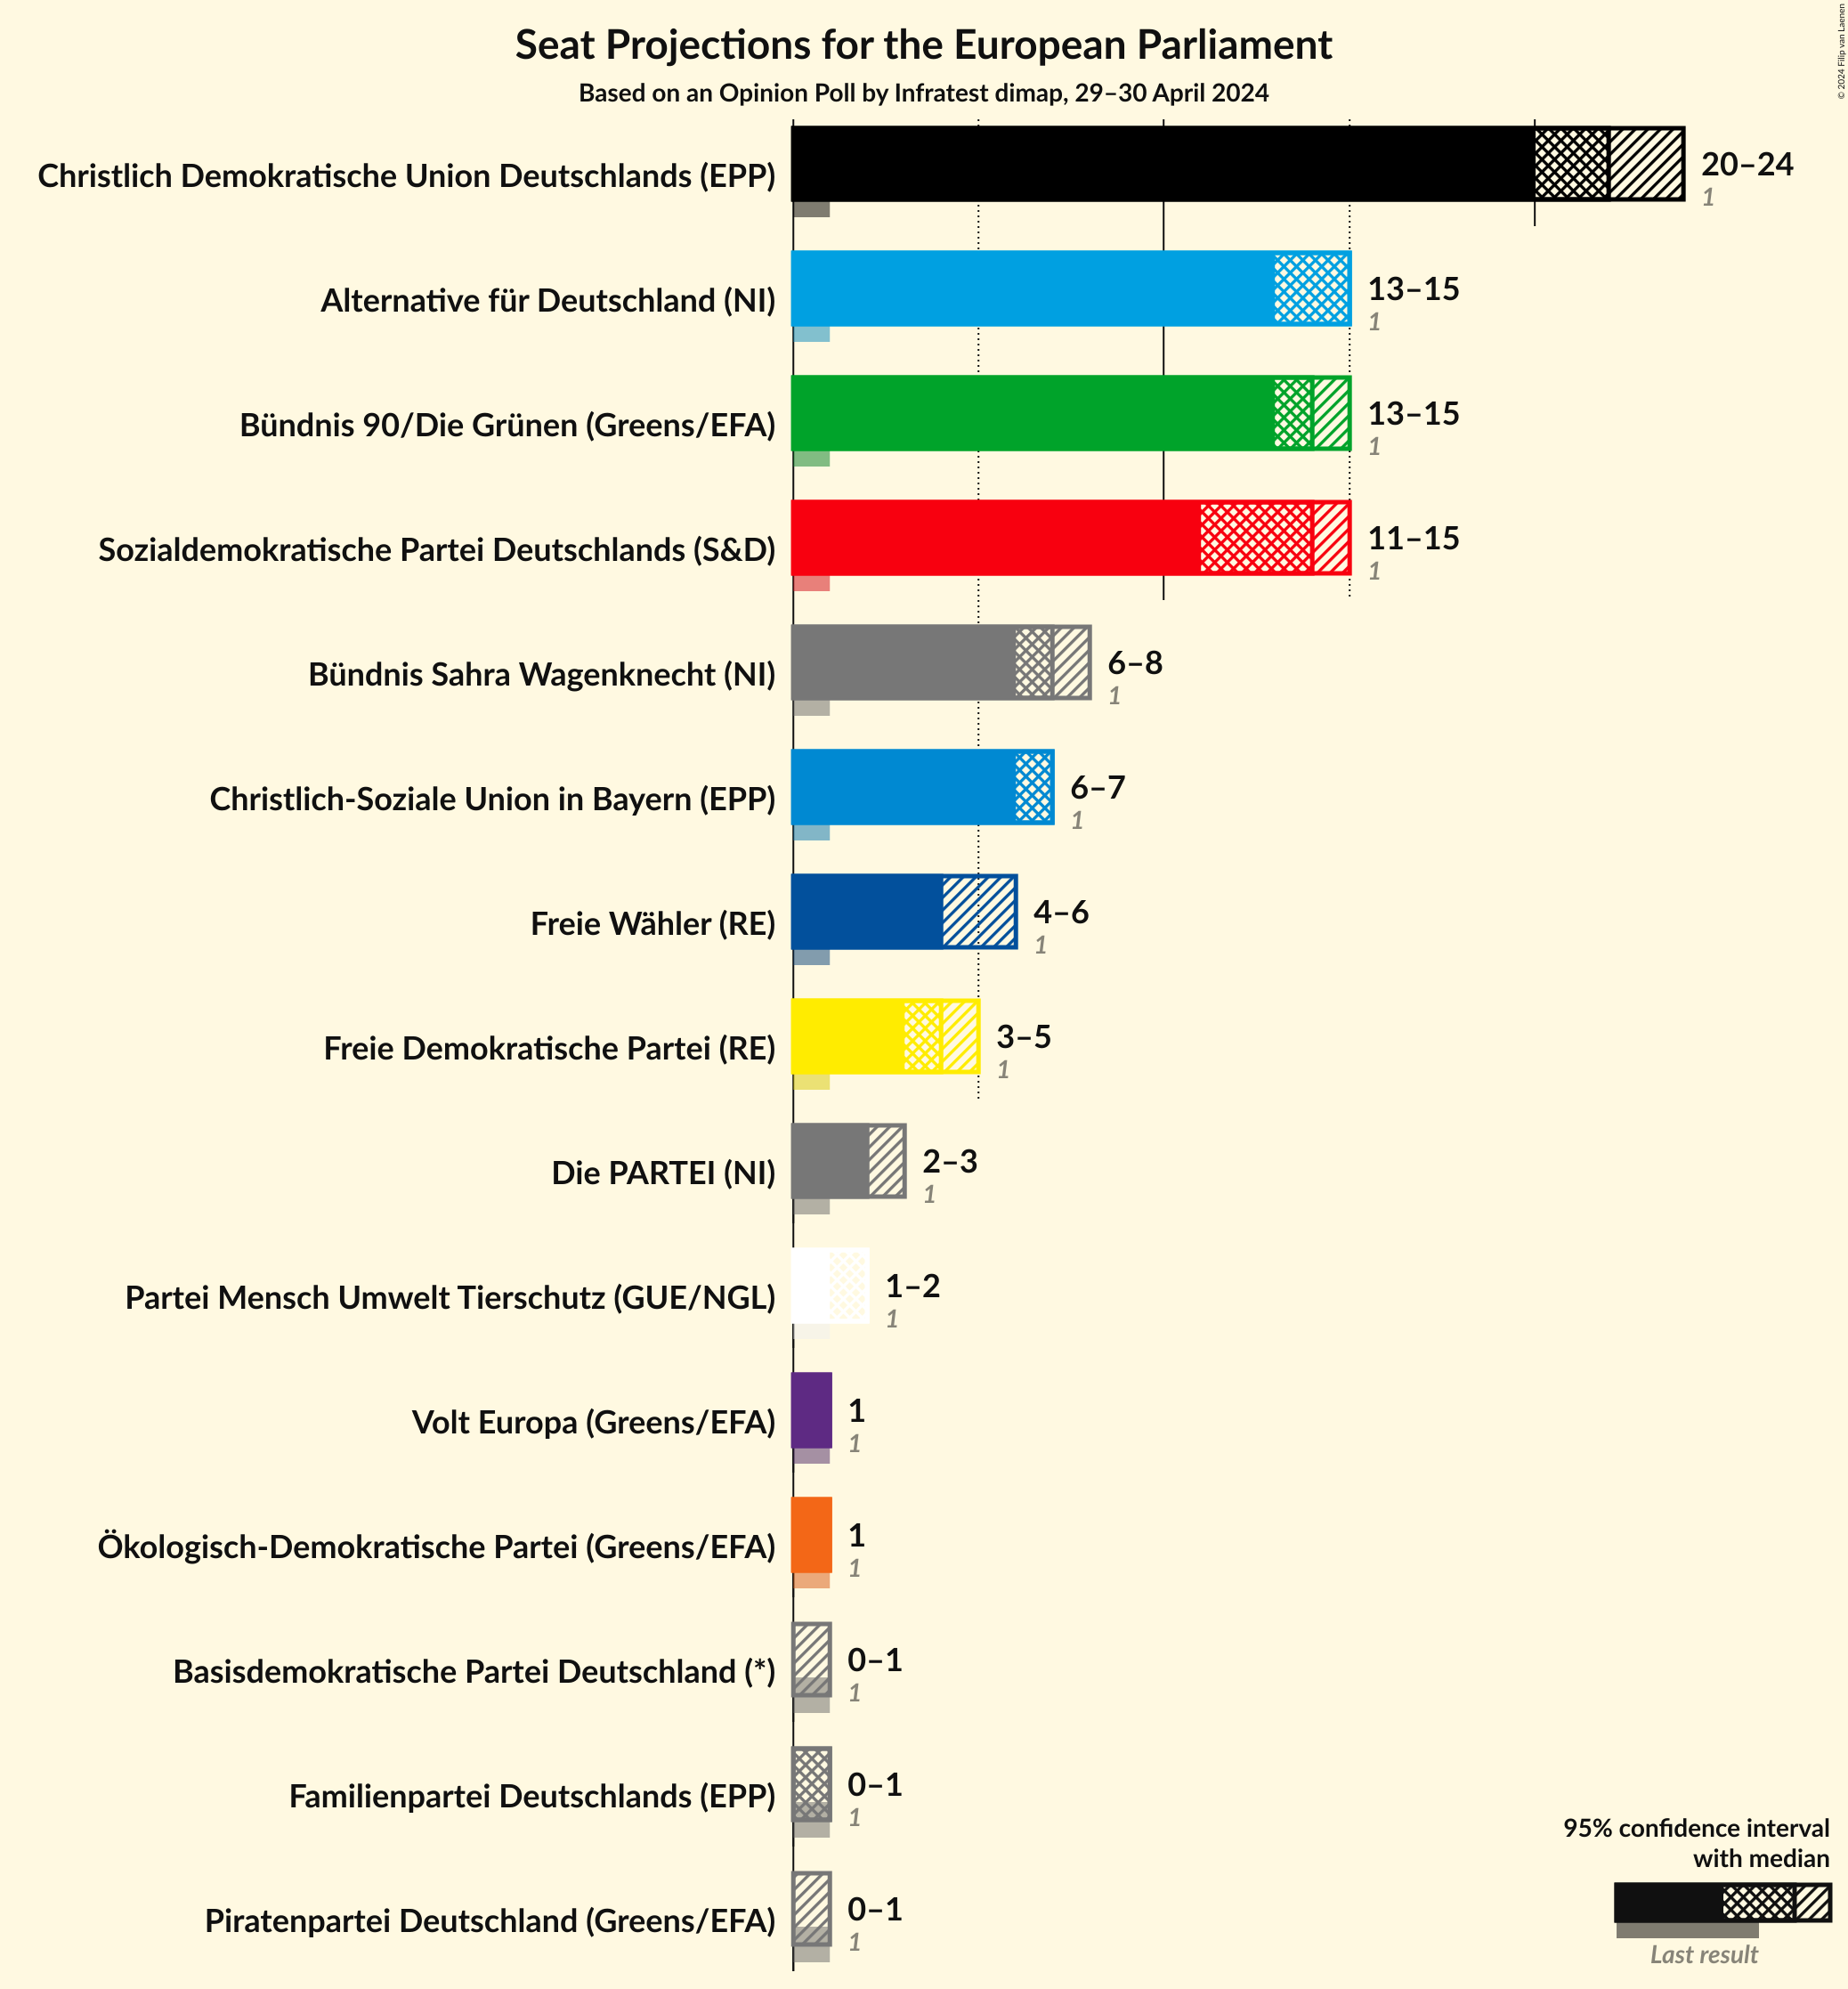 Seat Projections for the European Parliament
Based on an Opinion Poll by Infratest dimap, 29–30 April 2024
© 2024 Filip van Laenen
Christlich Demokratische Union Deutschlands (EPP)
20–24
1
Alternative für Deutschland (NI)
13–15
1
Bündnis 90/Die Grünen (Greens/EFA)
13–15
1
Sozialdemokratische Partei Deutschlands (S&D)
11–15
1
Bündnis Sahra Wagenknecht (NI)
6–8
1
Christlich-Soziale Union in Bayern (EPP)
6–7
1
Freie Wähler (RE)
4–6
1
Freie Demokratische Partei (RE)
3–5
1
Die PARTEI (NI)
2–3
1
Partei Mensch Umwelt Tierschutz (GUE/NGL)
1–2
1
Volt Europa (Greens/EFA)
1
1
Ökologisch-Demokratische Partei (Greens/EFA)
1
1
Basisdemokratische Partei Deutschland (*)
0–1
1
Familienpartei Deutschlands (EPP)
0–1
1
Piratenpartei Deutschland (Greens/EFA)
0–1
1
95% confidence interval
with median
Last result